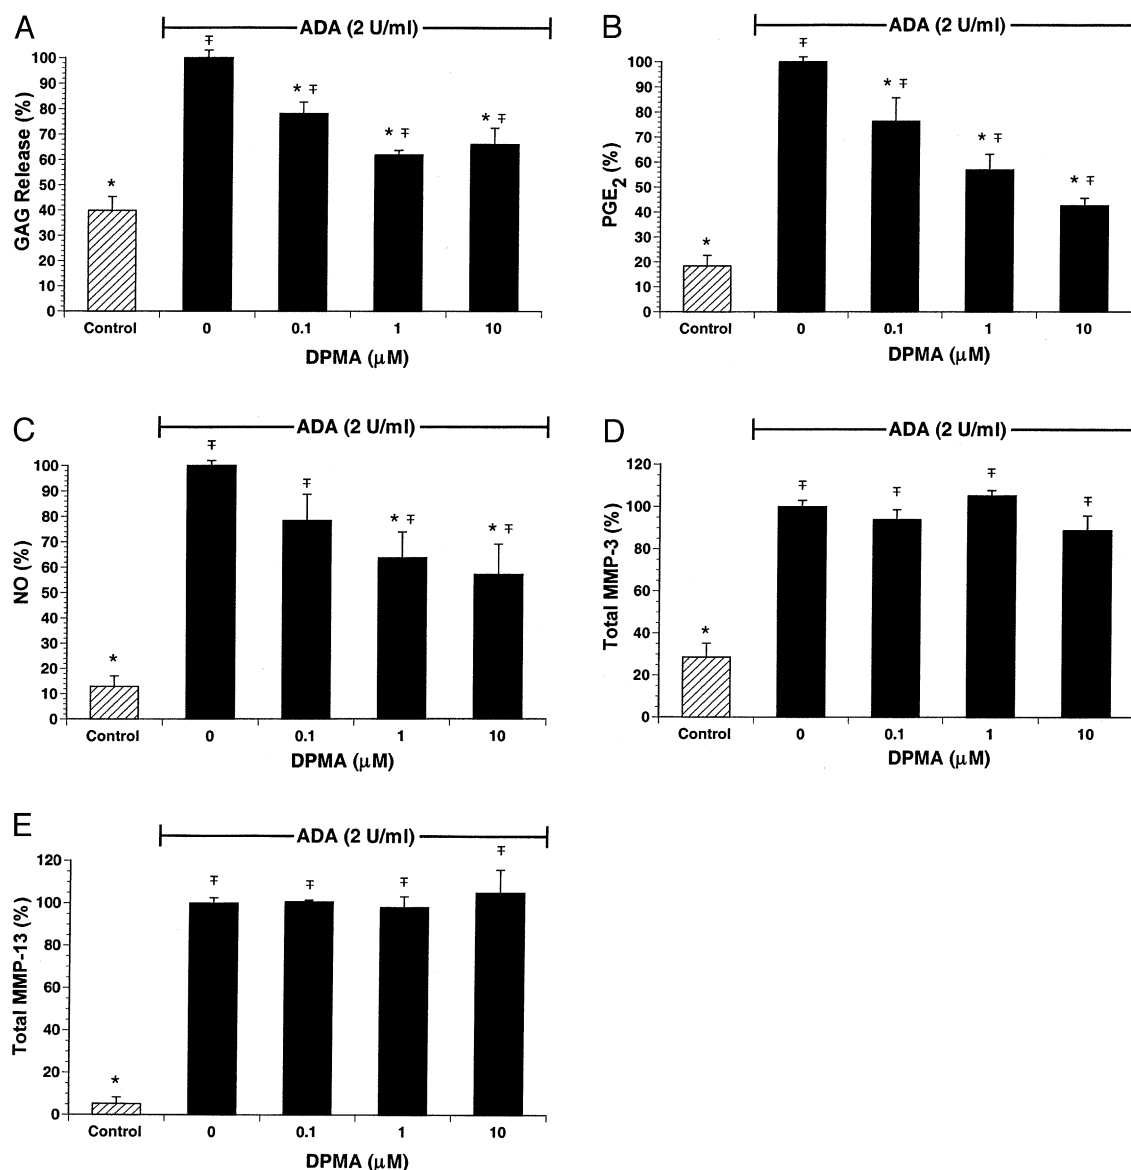 A
ADA (2 U/ml)
GAG Release (%)
100
90
80
70
60
50
40
30
20
10
0
* ∓ * ∓ * ∓ * ∓
Control 0 0.1 1 10
DPMA (μM)
B
ADA (2 U/ml)
PGE2 (%)
100
90
80
70
60
50
40
30
20
10
0
* ∓ * ∓ * ∓ * ∓
Control 0 0.1 1 10
DPMA (μM)
C
ADA (2 U/ml)
NO (%)
100
90
80
70
60
50
40
30
20
10
0
* ∓ ∓ * ∓ * ∓
Control 0 0.1 1 10
DPMA (μM)
D
ADA (2 U/ml)
Total MMP-3 (%)
120
100
80
60
40
20
0
* ∓ ∓ ∓ ∓
Control 0 0.1 1 10
DPMA (μM)
E
ADA (2 U/ml)
Total MMP-13 (%)
120
100
80
60
40
20
0
* ∓ ∓ ∓ ∓
Control 0 0.1 1 10
DPMA (μM)